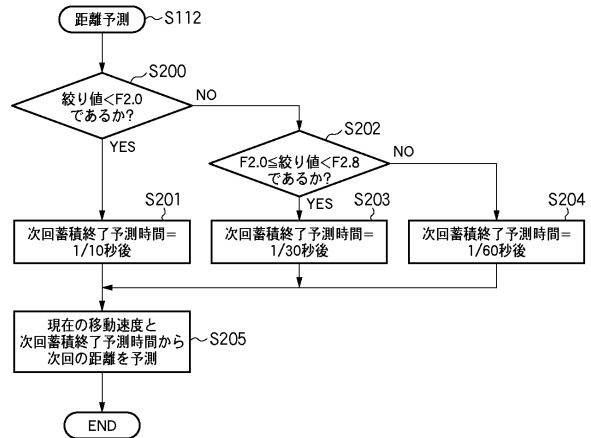 距離予測
S112
S200
絞り値<F2.0
であるか?
NO
YES
S202
F2.0≦絞り値<F2.8
であるか?
NO
YES
S201
次回蓄積終了予測時間=
1/10秒後
S203
次回蓄積終了予測時間=
1/30秒後
S204
次回蓄積終了予測時間=
1/60秒後
現在の移動速度と
次回蓄積終了予測時間から
次回の距離を予測
S205
END